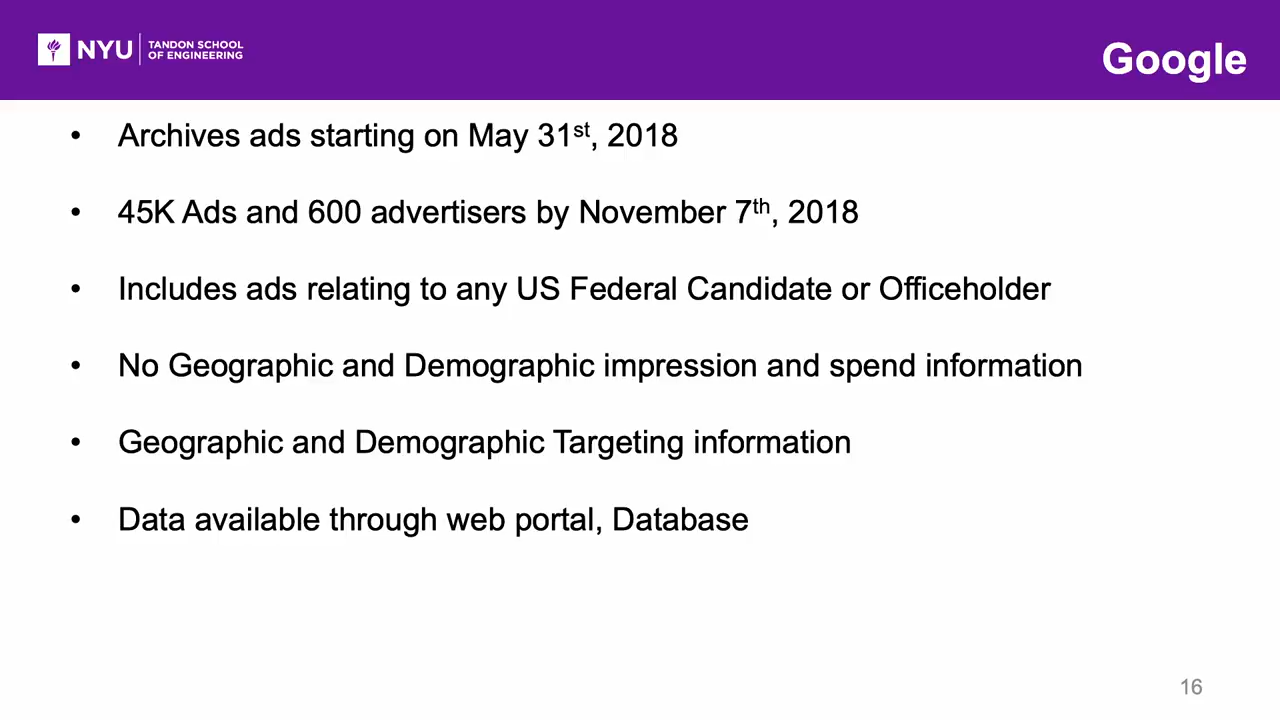 NYU
TANDON SCHOOL
OF ENGINEERING
Google
• Archives ads starting on May 31st, 2018
• 45K Ads and 600 advertisers by November 7th, 2018
• Includes ads relating to any US Federal Candidate or Officeholder
• No Geographic and Demographic impression and spend information
• Geographic and Demographic Targeting information
• Data available through web portal, Database
16